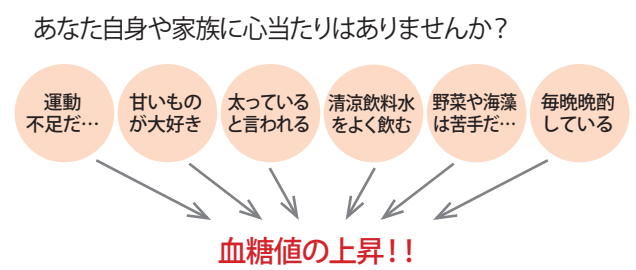 あなた自身や家族に心当たりはありませんか？
運動
不足だ…
甘いもの
が大好き
太っている
と言われる
清涼飲料水
をよく飲む
野菜や海藻
は苦手だ…
毎晩晩酌
している
血糖値の上昇！！